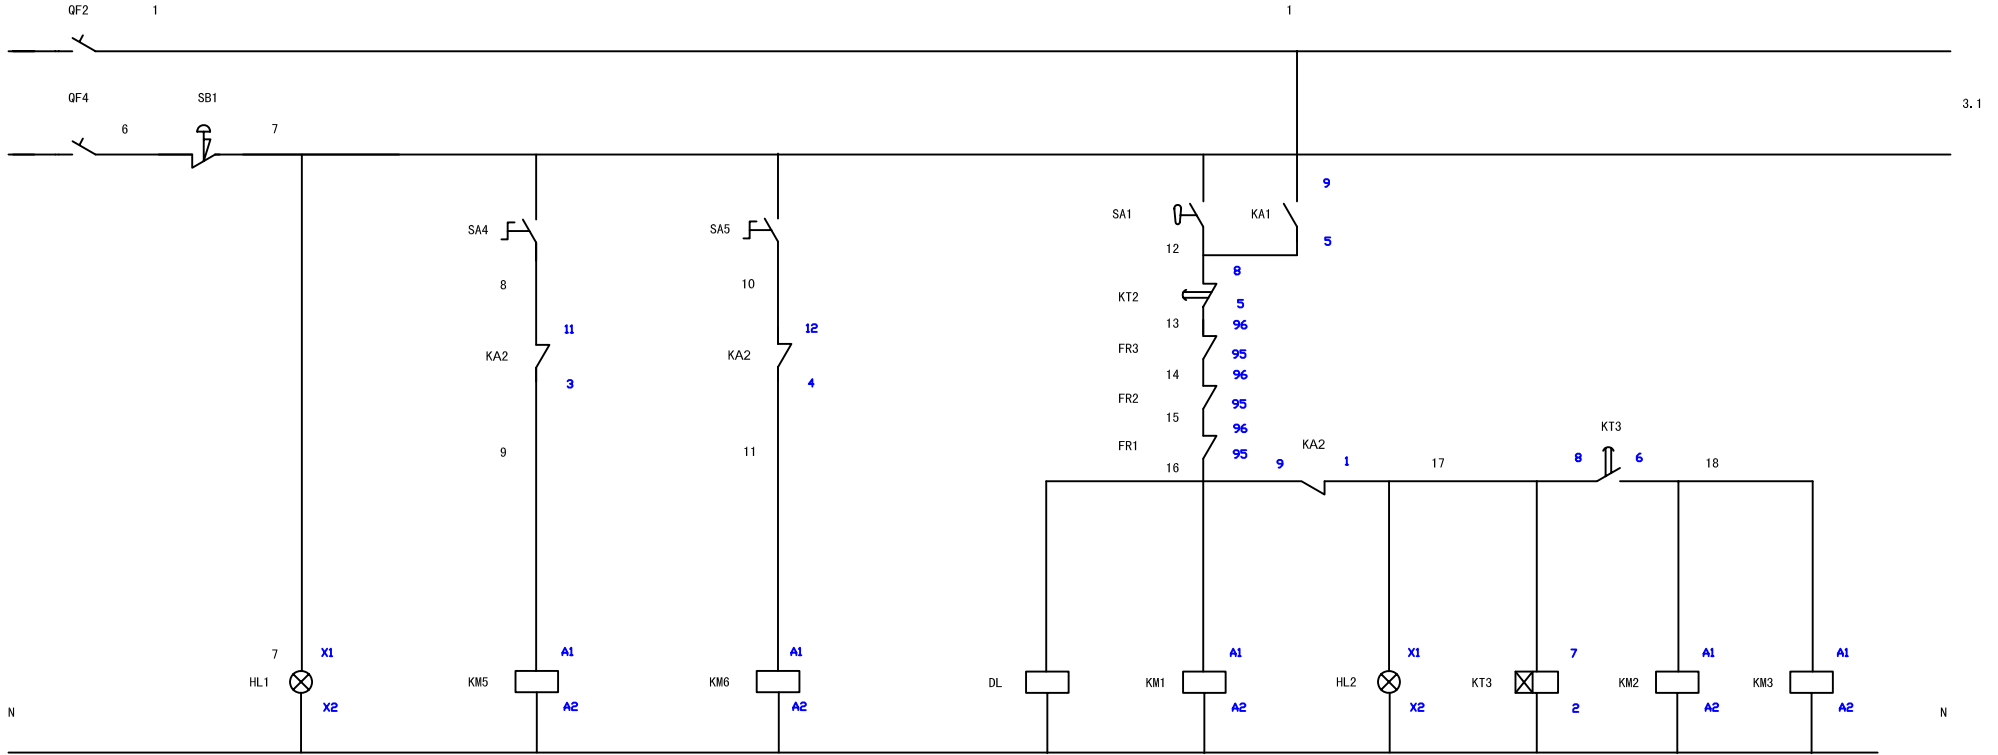 QF2 1 1
QF4 SB1 3.1
6 7
9
SA1 KA1
SA4 SA5
5
12
8
8 10
KT2 5
13 96
11 12
FR3 95
KA2 KA2
14 96
3 4
FR2 95
15
96 KT3
FR1 95 KA2
9 11
16 9 1 17 8 6 18
7 X1 A1 A1 A1 X1 7 A1 A1
HL1 KM5 KM6 DL KM1 HL2 KT3 KM2 KM3
X2 A2 A2 A2 X2 2 A2 A2
N N